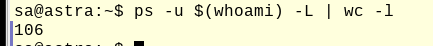 sa@astra:~$ ps -u $(whoami) -L | wc -l
106
sa@astra:~$